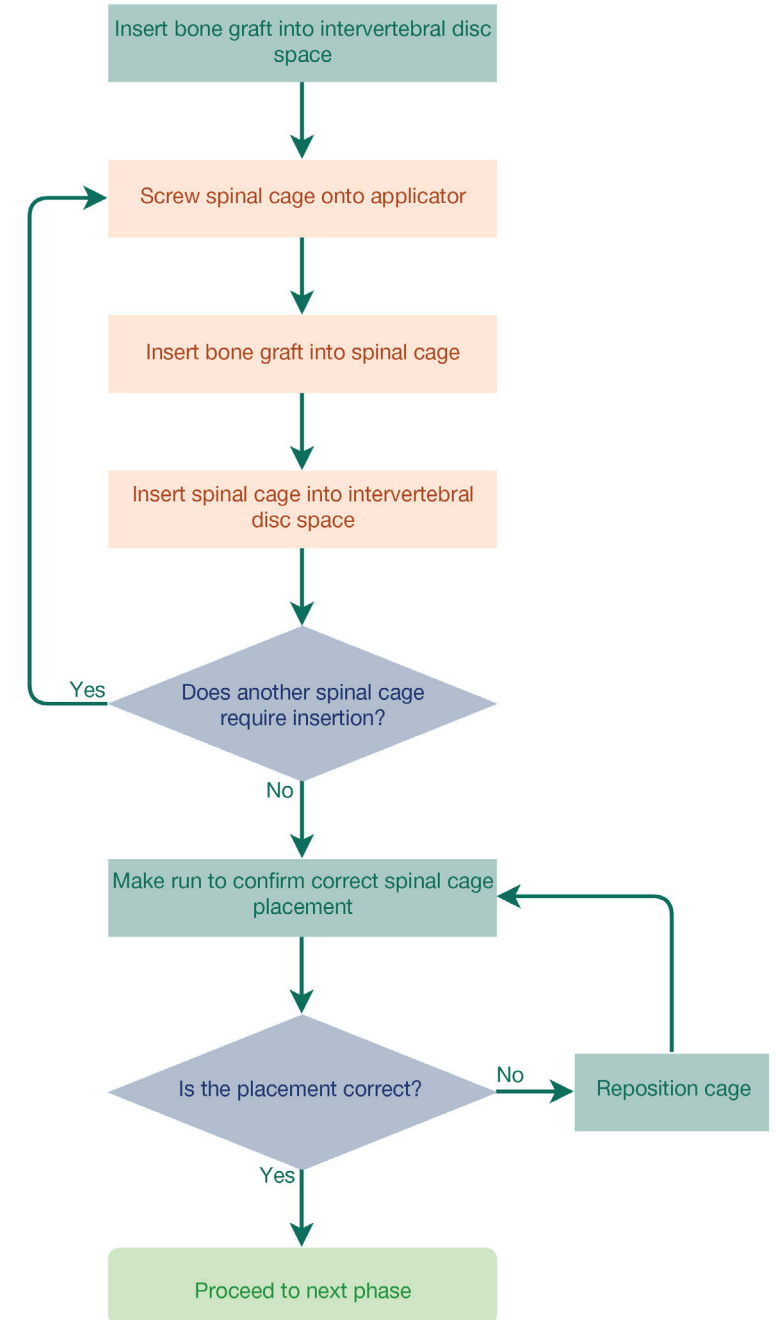 Insert bone graft into intervertebral disc
space
Screw spinal cage onto applicator
Insert bone graft into spinal cage
Insert spinal cage into intervertebral
disc space
Does another spinal cage
require insertion?
Yes
No
Make run to confirm correct spinal cage
placement
Is the placement correct?
No
Reposition cage
Yes
Proceed to next phase